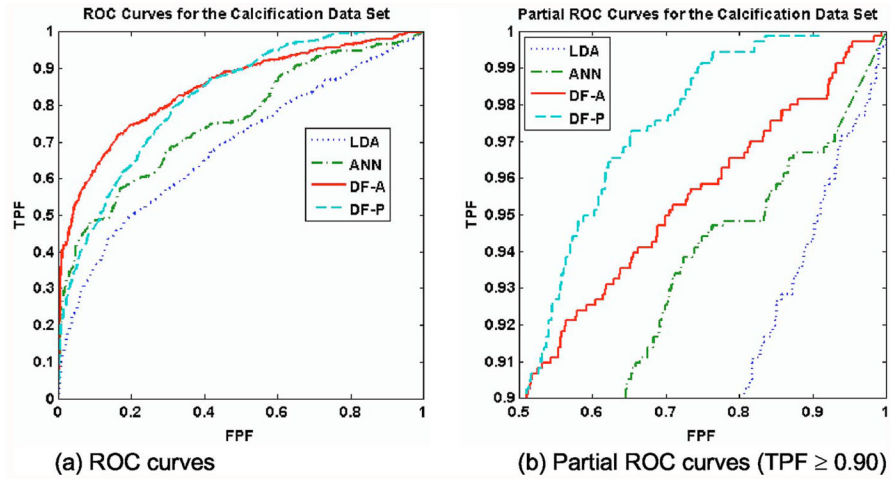 ROC Curves for the Calcification Data Set
1
0.9
0.8
0.7
0.6
0.5
0.4
0.3
0.2
0.1
0
TPF
LDA
ANN
DF-A
DF-P
0 0.2 0.4 0.6 0.8 1
FPF
(a) ROC curves
Partial ROC Curves for the Calcification Data Set
1
0.99
0.98
0.97
0.96
0.95
0.94
0.93
0.92
0.91
0.9
TPF
LDA
ANN
DF-A
DF-P
0.5 0.6 0.7 0.8 0.9 1
FPF
(b) Partial ROC curves (TPF ≥ 0.90)